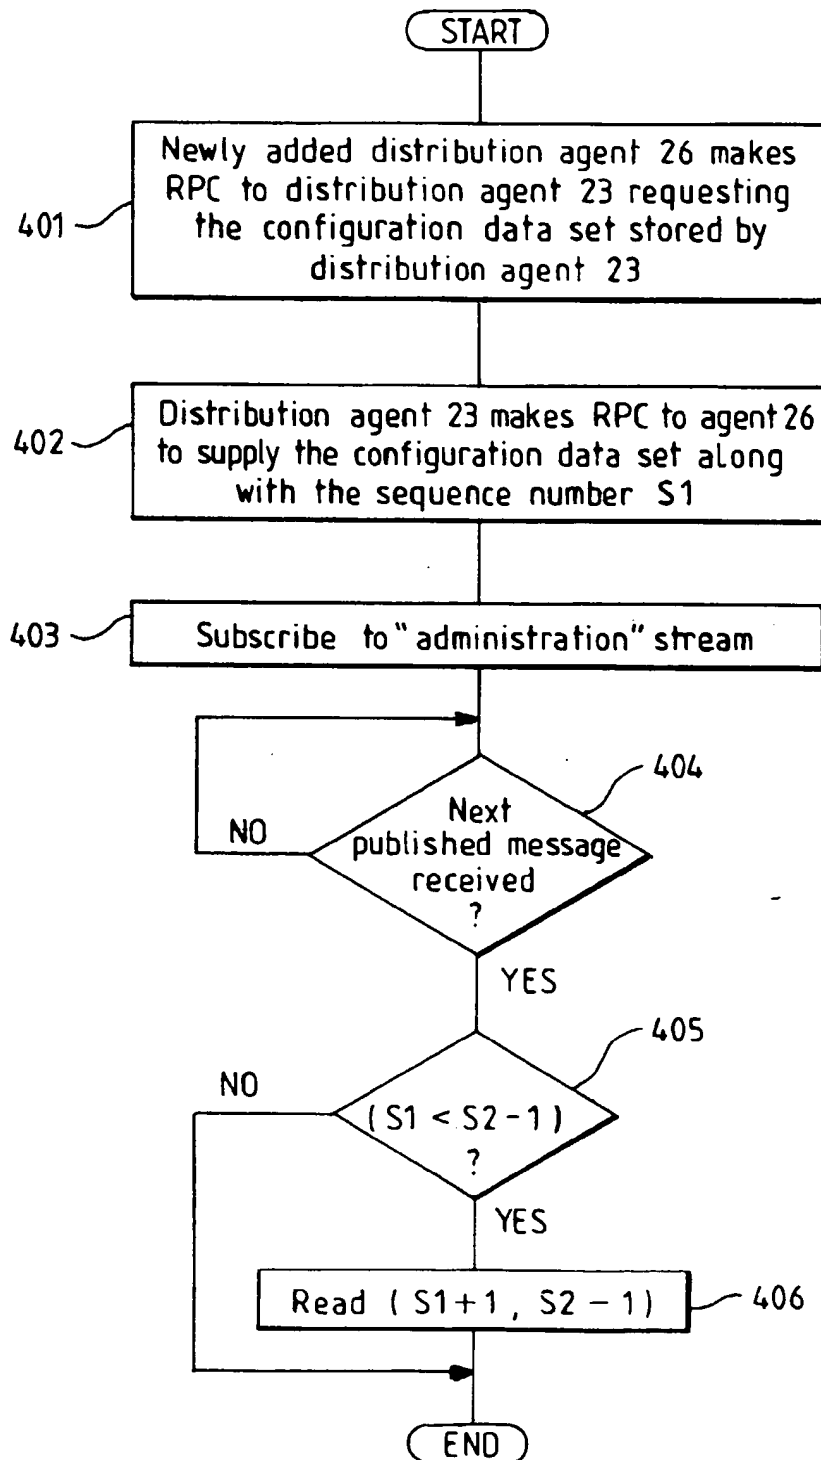 START
Newly added distribution agent 26 makes
RPC to distribution agent 23 requesting
the configuration data set stored by
distribution agent 23
401
Distribution agent 23 makes RPC to agent 26
to supply the configuration data set along
with the sequence number S1
402
Subscribe to "administration" stream
403
404
Next
published message
received
?
NO
YES
405
NO
(S1 < S2-1)
?
YES
Read (S1+1, S2-1)
406
END